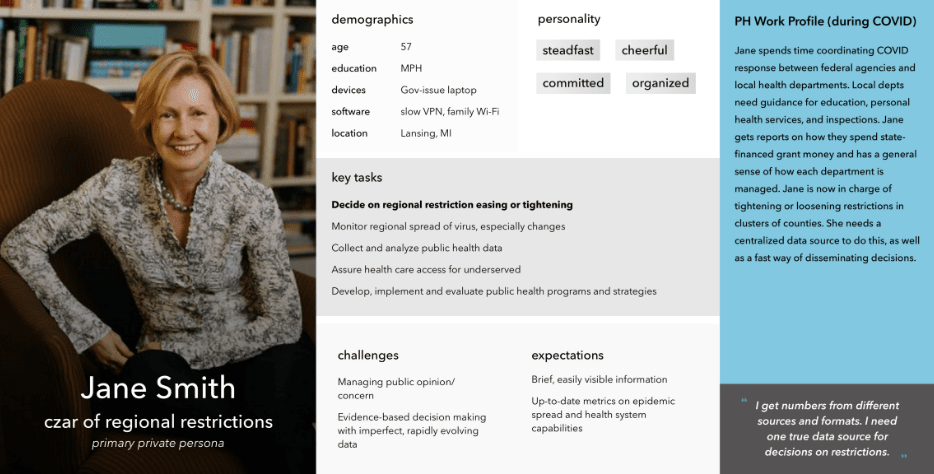 Jane Smith
czar of regional restrictions
primary private persona
demographics
age 57
education MPH
devices Gov-issue laptop
software slow VPN, family Wi-Fi
location Lansing, MI
personality
steadfast cheerful
committed organized
key tasks
Decide on regional restriction easing or tightening
Monitor regional spread of virus, especially changes
Collect and analyze public health data
Assure health care access for underserved
Develop, implement and evaluate public health programs and strategies
challenges
Managing public opinion/
concern
Evidence-based decision making
with imperfect, rapidly evolving
data
expectations
Brief, easily visible information
Up-to-date metrics on epidemic
spread and health system
capabilities
PH Work Profile (during COVID)
Jane spends time coordinating COVID
response between federal agencies and
local health departments. Local depts
need guidance for education, personal
health services, and inspections. Jane
gets reports on how they spend state-
financed grant money and has a general
sense of how each department is
managed. Jane is now in charge of
tightening or loosening restrictions in
clusters of counties. She needs a
centralized data source to do this, as well
as a fast way of disseminating decisions.
“ I get numbers from different
sources and formats. I need
one true data source for
decisions on restrictions. ”